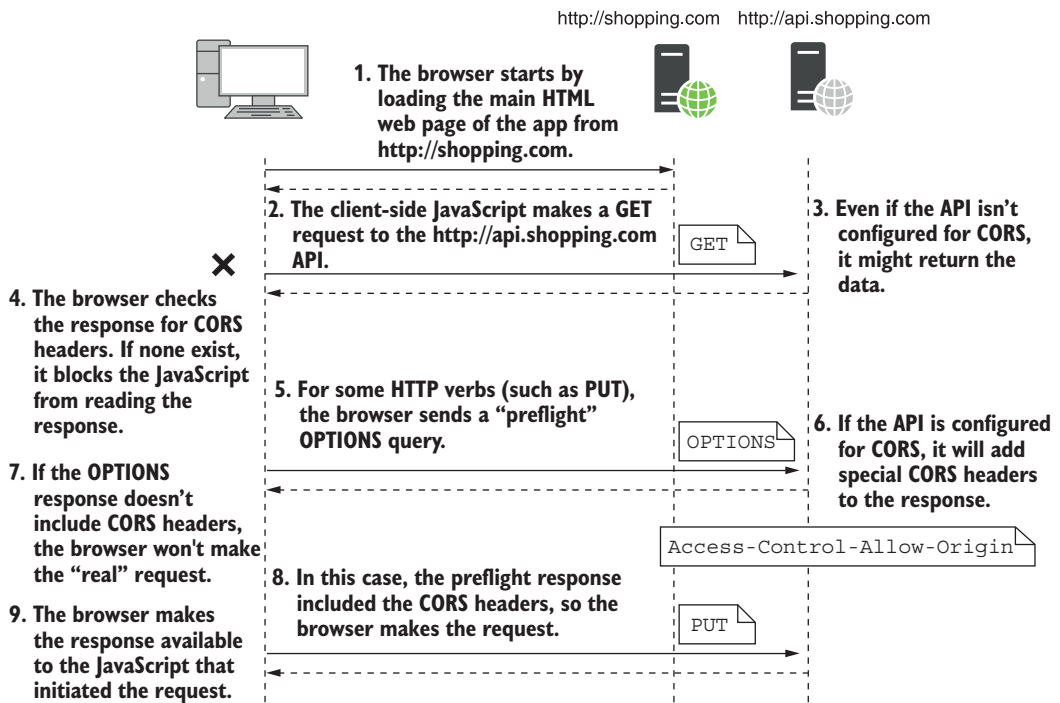 http://shopping.com http://api.shopping.com
1. The browser starts by
loading the main HTML
web page of the app from
http://shopping.com.
2. The client-side JavaScript makes a GET
request to the http://api.shopping.com
API.
GET
3. Even if the API isn’t
configured for CORS,
it might return the
data.
4. The browser checks
the response for CORS
headers. If none exist,
it blocks the JavaScript
from reading the
response.
5. For some HTTP verbs (such as PUT),
the browser sends a “preflight”
OPTIONS query.
OPTIONS
6. If the API is configured
for CORS, it will add
special CORS headers
to the response.
Access-Control-Allow-Origin
7. If the OPTIONS
response doesn’t
include CORS headers,
the browser won't make
the “real” request.
8. In this case, the preflight response
included the CORS headers, so the
browser makes the request.
PUT
9. The browser makes
the response available
to the JavaScript that
initiated the request.